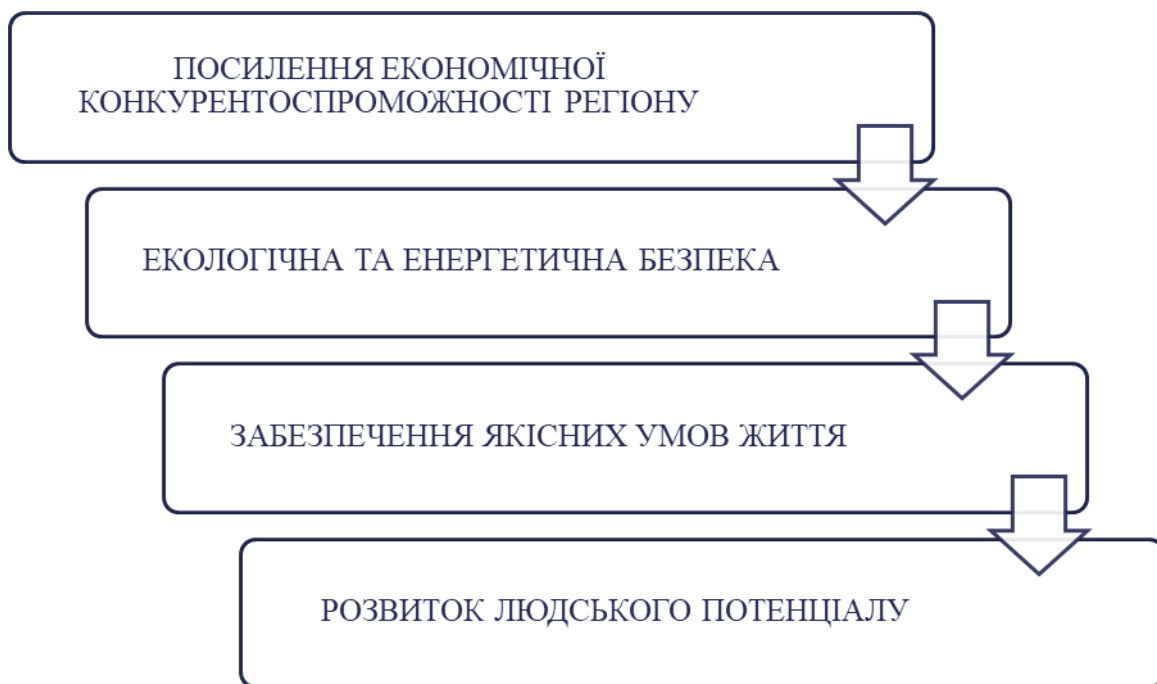 ПОСИЛЕННЯ ЕКОНОМІЧНОЇ
КОНКУРЕНТОСПРОМОЖНОСТІ РЕГІОНУ
ЕКОЛОГІЧНА ТА ЕНЕРГЕТИЧНА БЕЗПЕКА
ЗАБЕЗПЕЧЕННЯ ЯКІСНИХ УМОВ ЖИТТЯ
РОЗВИТОК ЛЮДСЬКОГО ПОТЕНЦІАЛУ